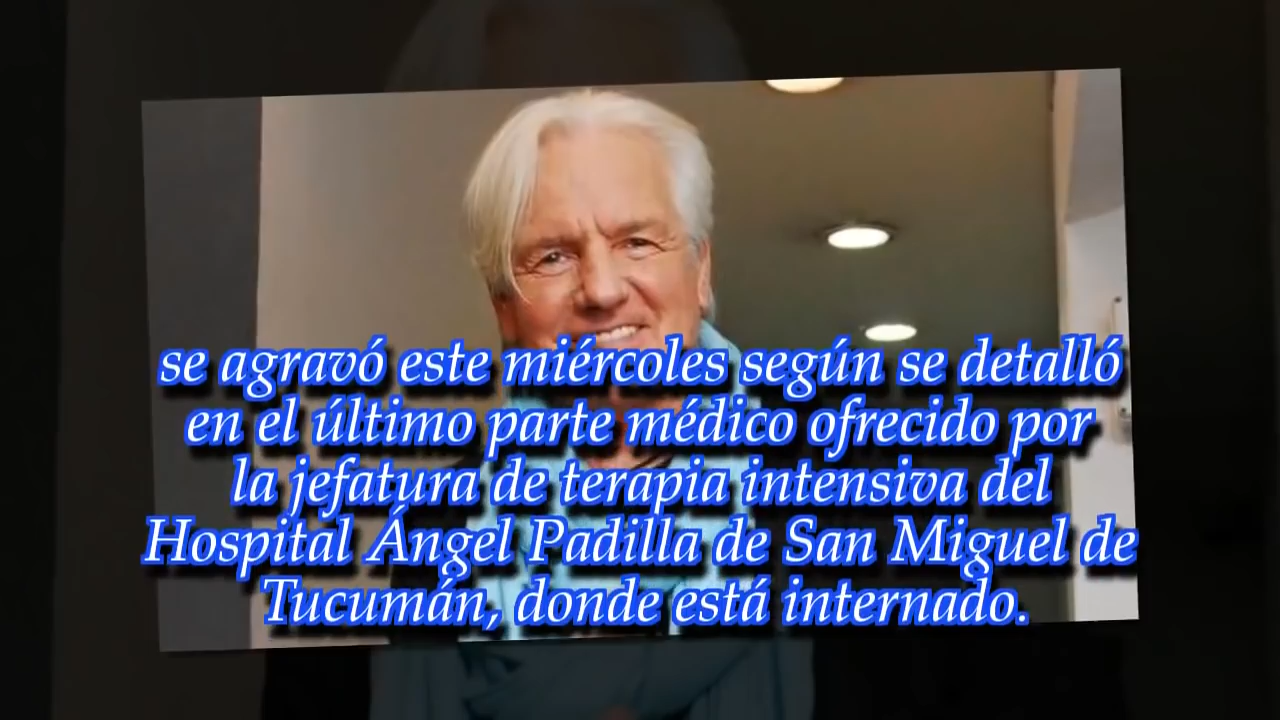 se agravó este miércoles según se detalló
en el último parte médico ofrecido por
la jefatura de terapia intensiva del
Hospital Ángel Padilla de San Miguel de
Tucumán, donde está internado.